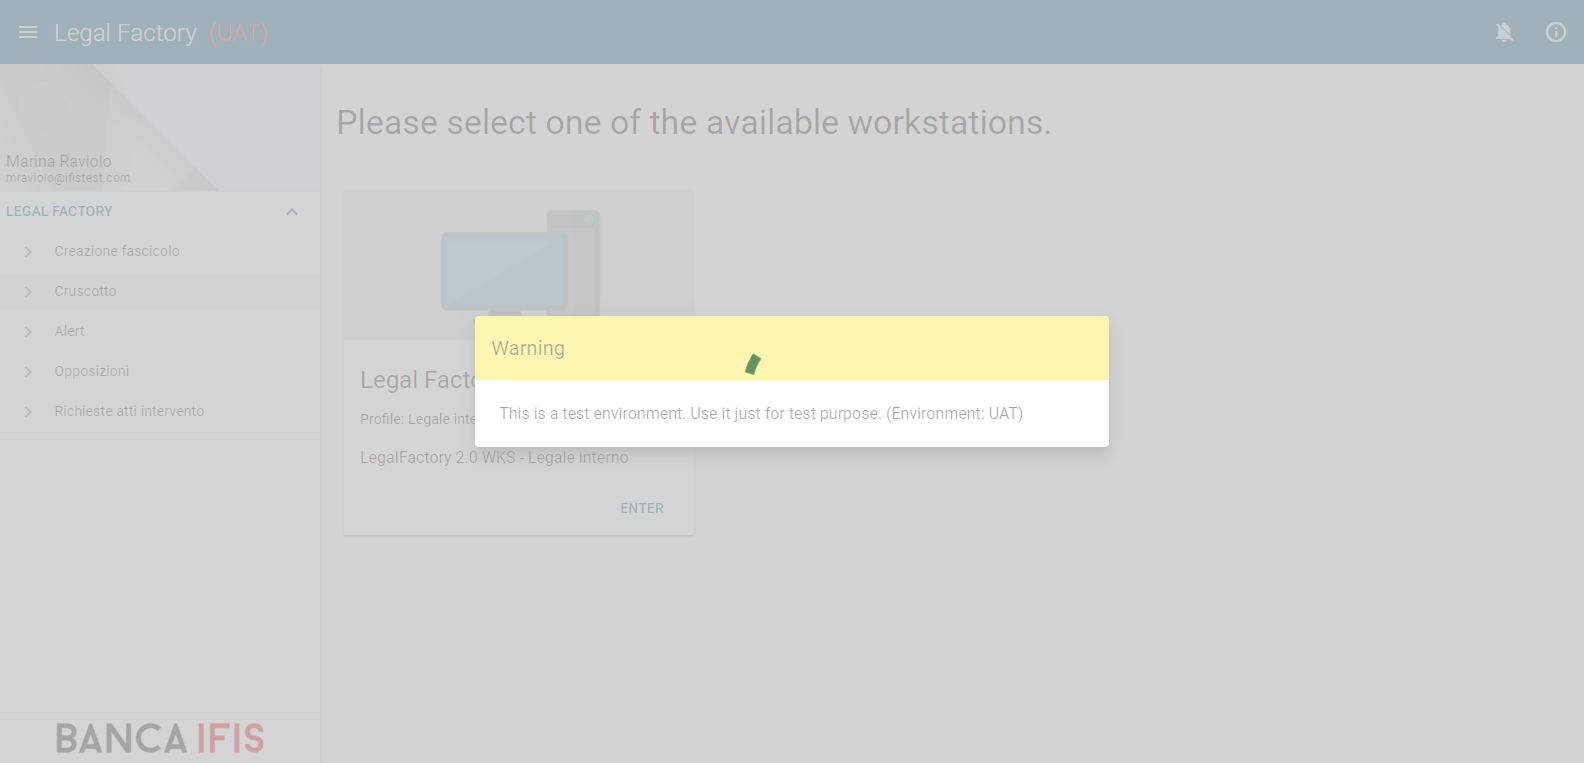 Legal Factory (UAT)
Please select one of the available workstations.
Marina Raviolo
mraviolo@ifistest.com
LEGAL FACTORY
Creazione fascicolo
Cruscotto
Alert
Opposizioni
Richieste atti intervento
Warning
This is a test environment. Use it just for test purpose. (Environment: UAT)
Legal Facto
Profile: Legale inte
LegalFactory 2.0 WKS - Legale interno
ENTER
BANCA IFIS